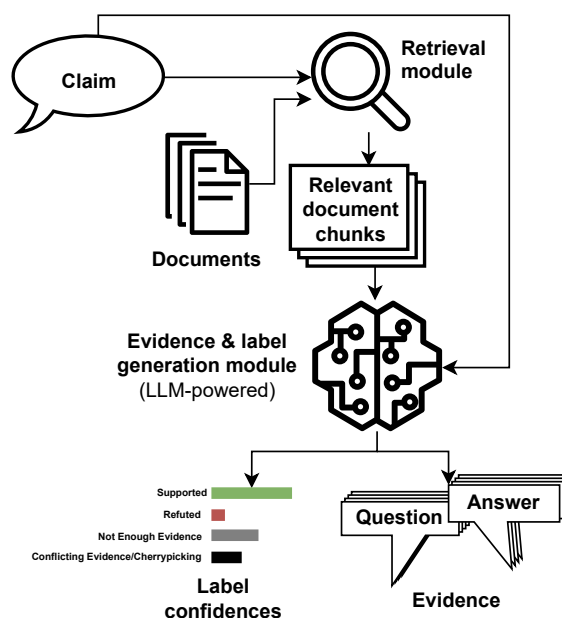 Claim
Retrieval
module
Relevant
document
chunks
Documents
Evidence & label
generation module
(LLM-powered)
Supported
Refuted
Not Enough Evidence
Conflicting Evidence/Cherrypicking
Label
confidences
Question
Answer
Evidence